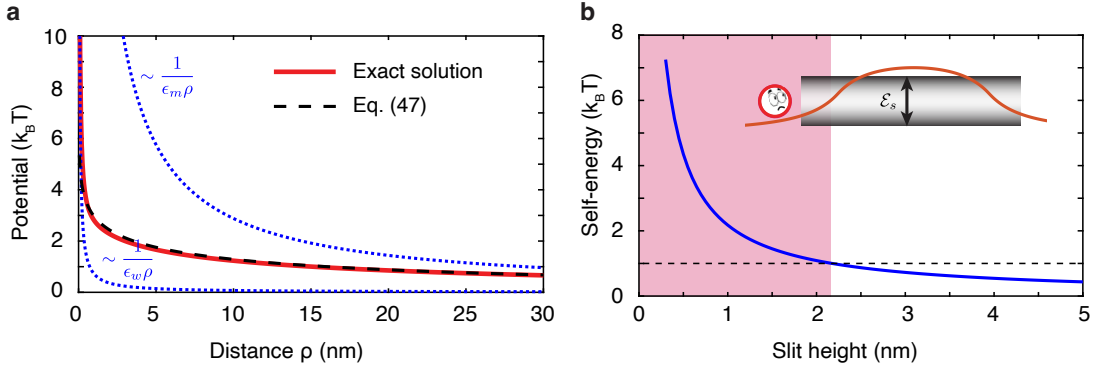 a
Potential (k_BT)
10
8
6
4
2
0
0 5 10 15 20 25 30
Distance ρ (nm)
∼ 1/(ϵ_m ρ)
∼ 1/(ϵ_w ρ)
Exact solution
Eq. (47)
b
Self-energy (k_BT)
8
6
4
2
0
0 1 2 3 4 5
Slit height (nm)
ℰ_s